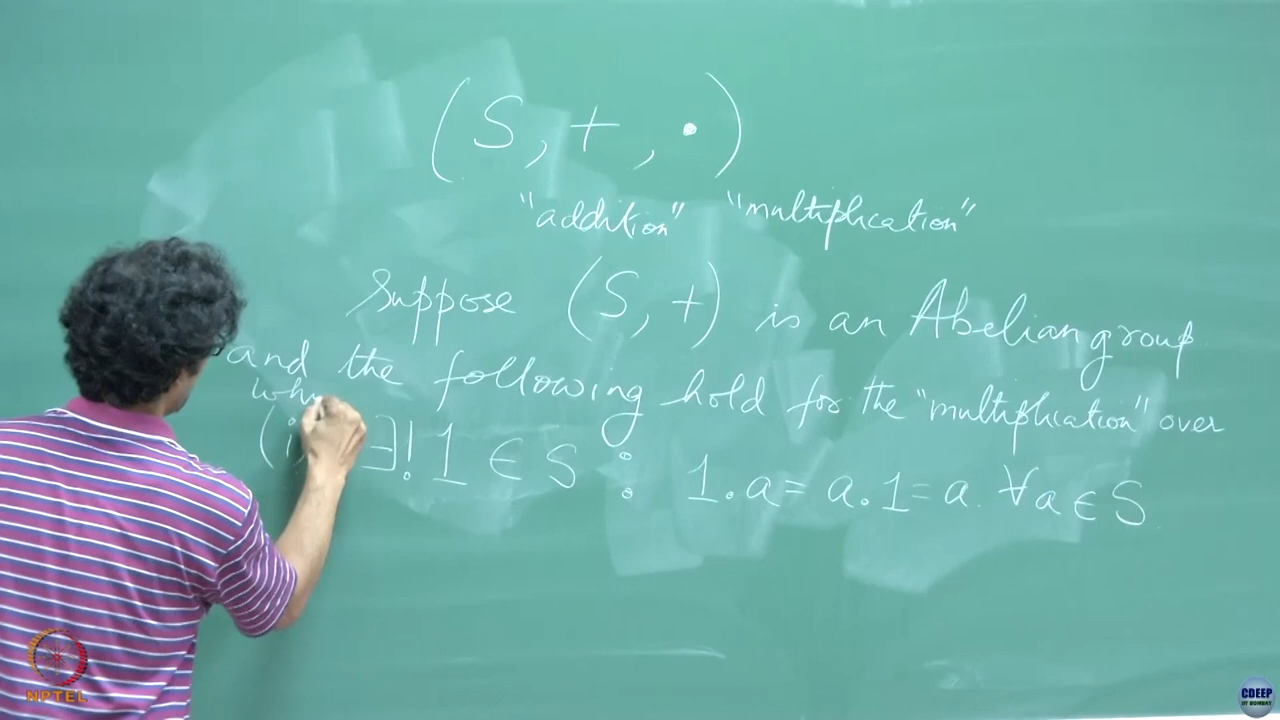 (S, +, ·)
"addition" "multiplication"
Suppose (S, +) is an Abelian group
and the following hold for the "multiplication" over
(i) ∃! 1 ∈ S : 1.a = a.1 = a. ∀a ∈ S.
NPTEL
CDEEP
IIT BOMBAY